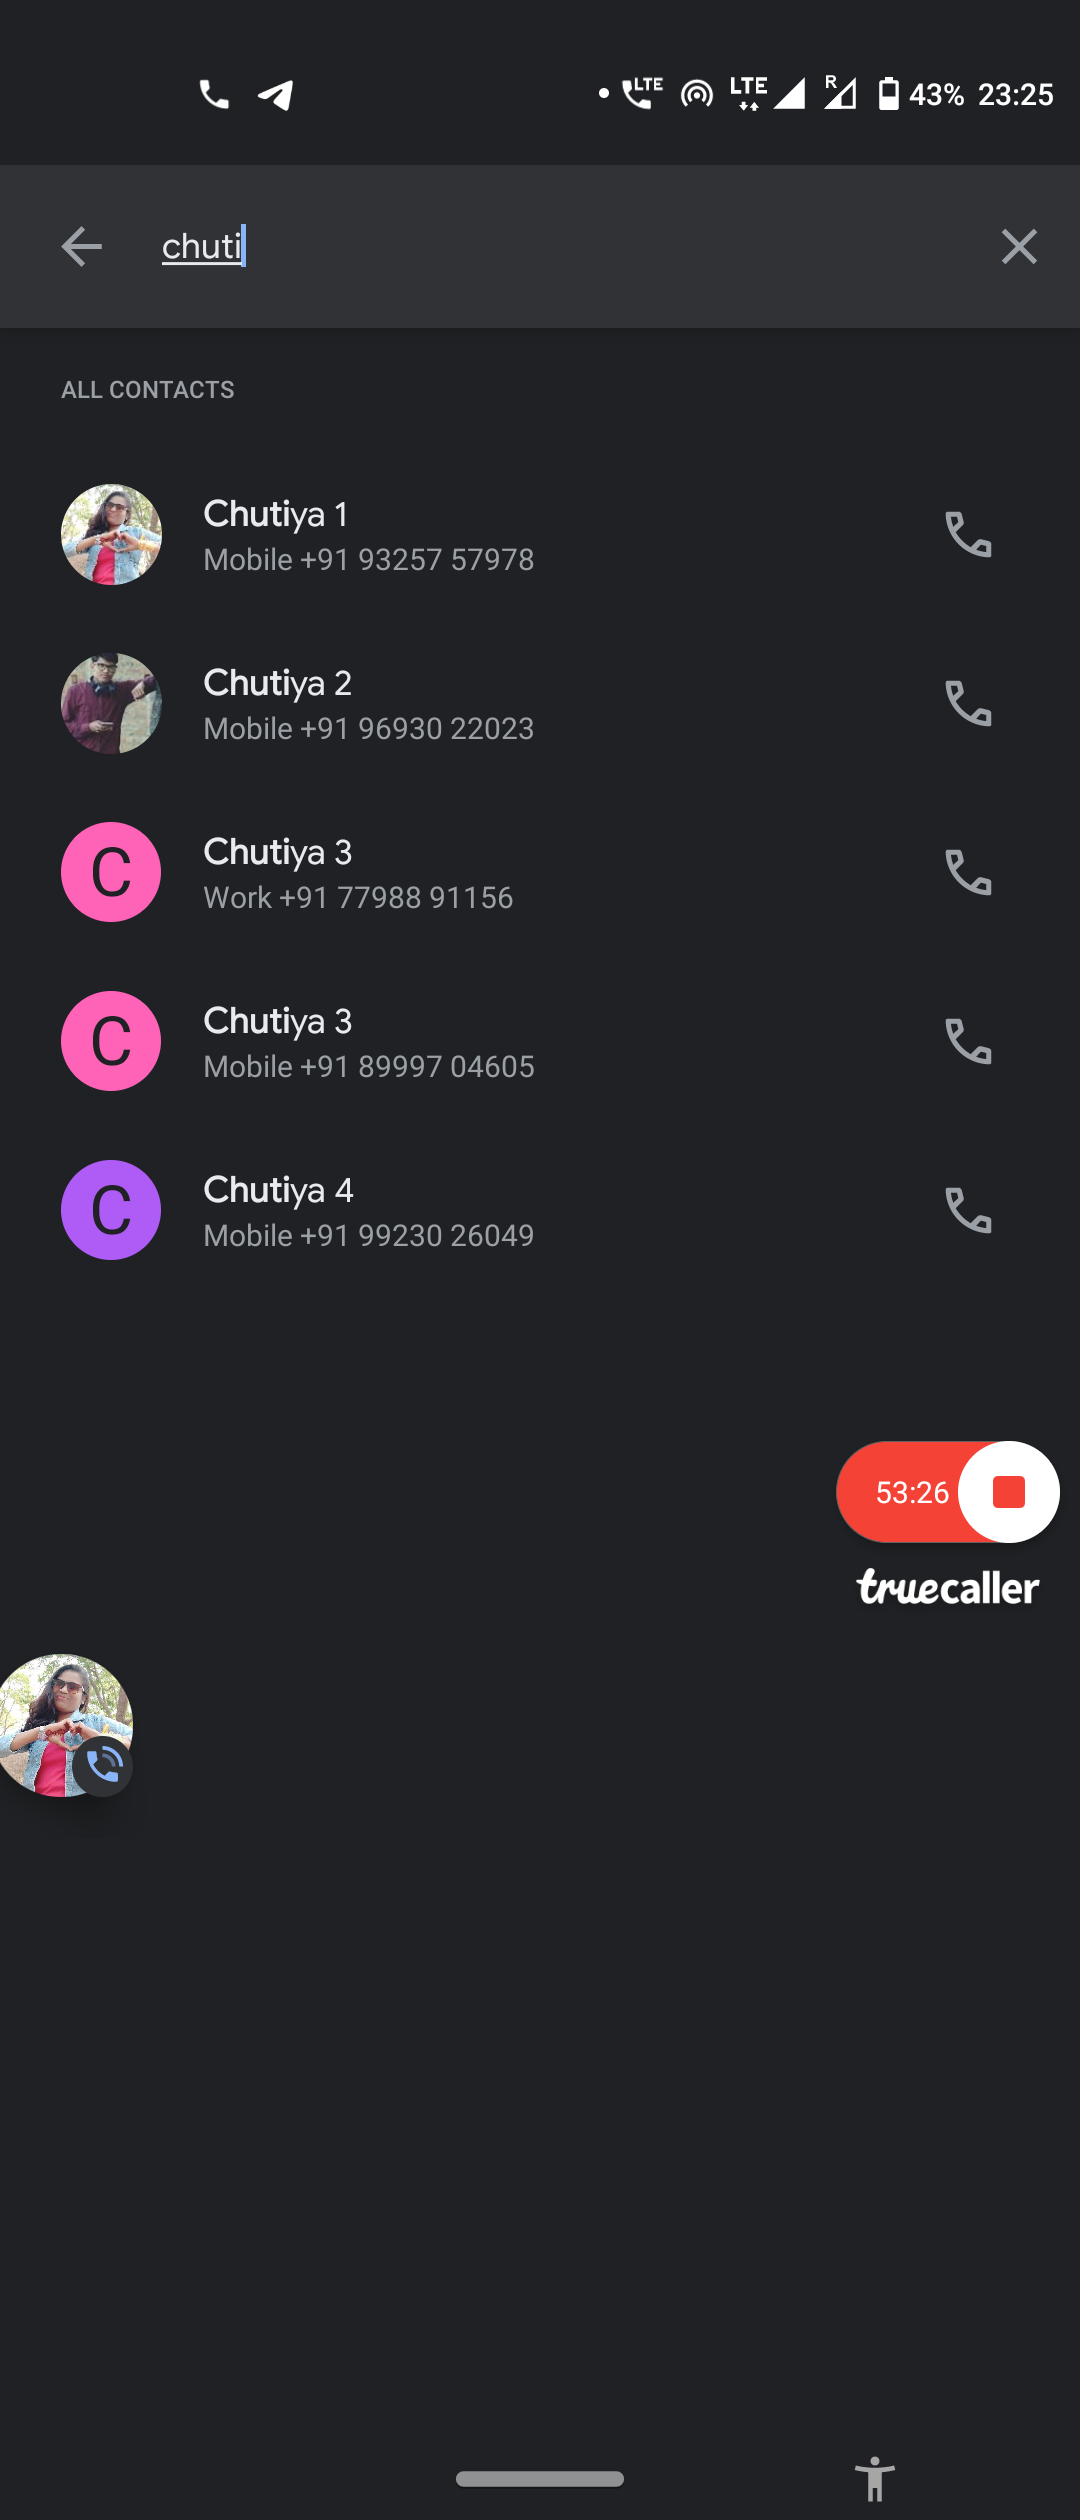 LTE LTE R 43% 23:25
chuti
ALL CONTACTS
Chutiya 1
Mobile +91 93257 57978
Chutiya 2
Mobile +91 96930 22023
C
Chutiya 3
Work +91 77988 91156
C
Chutiya 3
Mobile +91 89997 04605
C
Chutiya 4
Mobile +91 99230 26049
53:26
truecaller